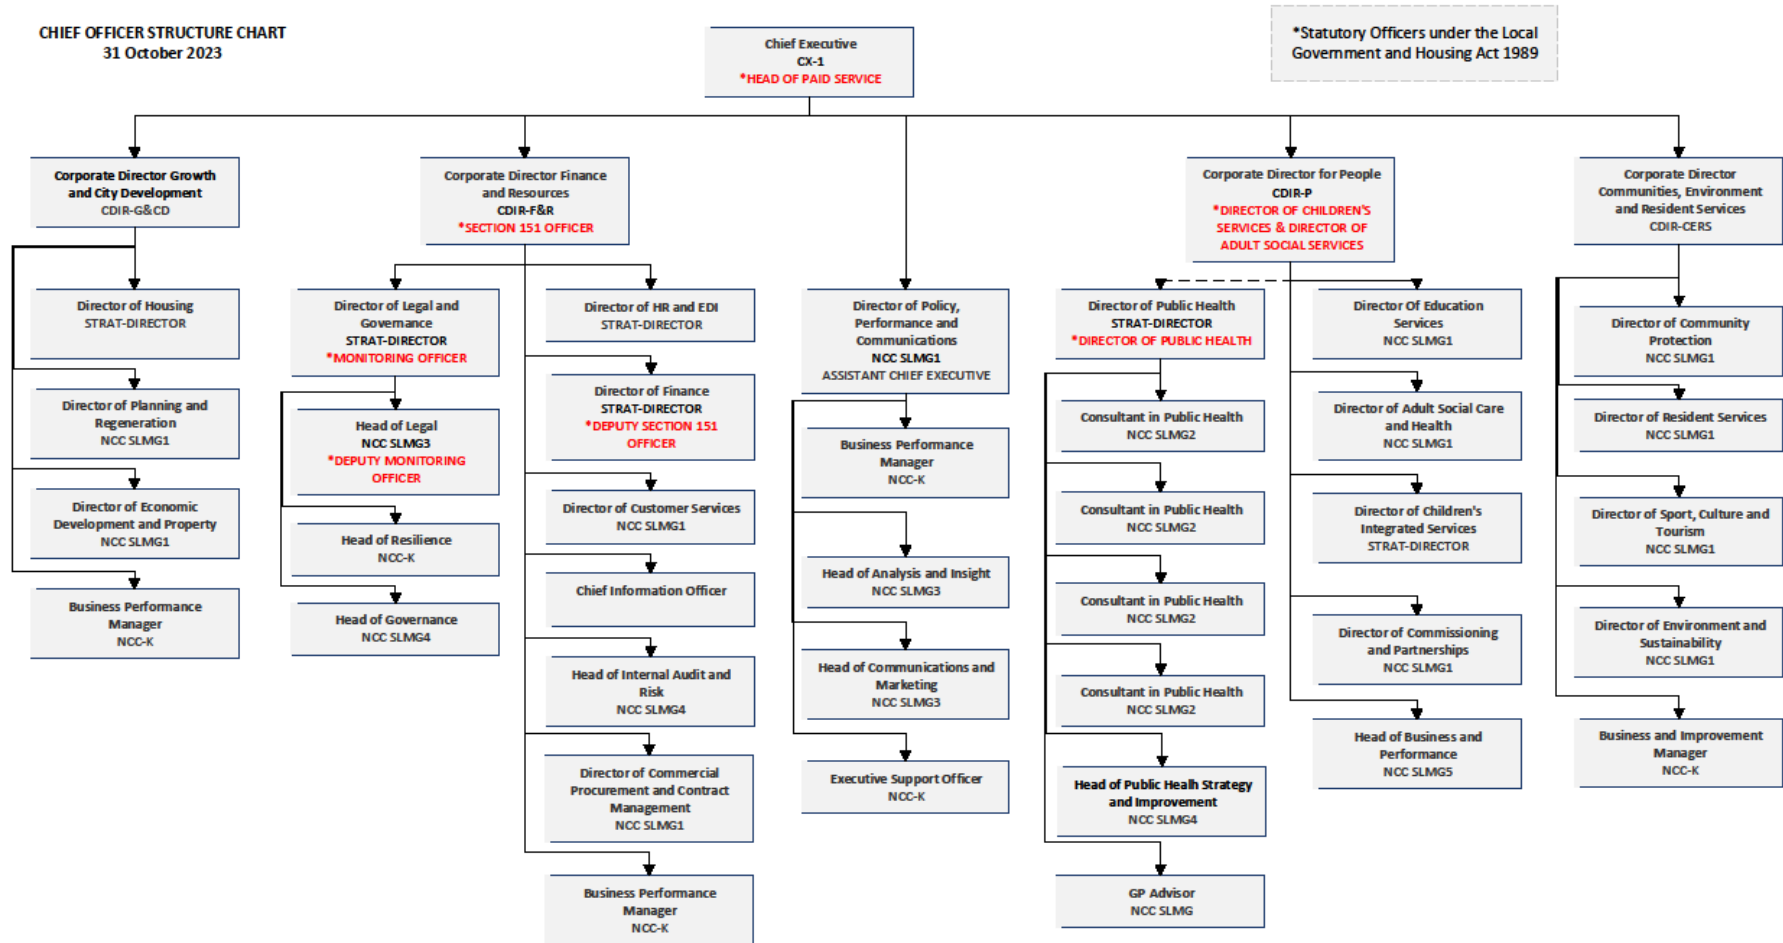 CHIEF OFFICER STRUCTURE CHART
31 October 2023
*Statutory Officers under the Local
Government and Housing Act 1989
Chief Executive
CX-1
*HEAD OF PAID SERVICE
Corporate Director Growth
and City Development
CDIR-G&CD
Director of Housing
STRAT-DIRECTOR
Director of Planning and
Regeneration
NCC SLMG1
Director of Economic
Development and Property
NCC SLMG1
Business Performance
Manager
NCC-K
Corporate Director Finance
and Resources
CDIR-F&R
*SECTION 151 OFFICER
Director of Legal and
Governance
STRAT-DIRECTOR
*MONITORING OFFICER
Head of Legal
NCC SLMG3
*DEPUTY MONITORING
OFFICER
Head of Resilience
NCC-K
Head of Governance
NCC SLMG4
Director of HR and EDI
STRAT-DIRECTOR
Director of Finance
STRAT-DIRECTOR
*DEPUTY SECTION 151
OFFICER
Director of Customer Services
NCC SLMG1
Chief Information Officer
Head of Internal Audit and
Risk
NCC SLMG4
Director of Commercial
Procurement and Contract
Management
NCC SLMG1
Business Performance
Manager
NCC-K
Director of Policy,
Performance and
Communications
NCC SLMG1
ASSISTANT CHIEF EXECUTIVE
Business Performance
Manager
NCC-K
Head of Analysis and Insight
NCC SLMG3
Head of Communications and
Marketing
NCC SLMG3
Executive Support Officer
NCC-K
Corporate Director for People
CDIR-P
*DIRECTOR OF CHILDREN'S
SERVICES & DIRECTOR OF
ADULT SOCIAL SERVICES
Director of Public Health
STRAT-DIRECTOR
*DIRECTOR OF PUBLIC HEALTH
Consultant in Public Health
NCC SLMG2
Consultant in Public Health
NCC SLMG2
Consultant in Public Health
NCC SLMG2
Consultant in Public Health
NCC SLMG2
Head of Public Healh Strategy
and Improvement
NCC SLMG4
GP Advisor
NCC SLMG
Director Of Education
Services
NCC SLMG1
Director of Adult Social Care
and Health
NCC SLMG1
Director of Children's
Integrated Services
STRAT-DIRECTOR
Director of Commissioning
and Partnerships
NCC SLMG1
Head of Business and
Performance
NCC SLMG5
Corporate Director
Communities, Environment
and Resident Services
CDIR-CERS
Director of Community
Protection
NCC SLMG1
Director of Resident Services
NCC SLMG1
Director of Sport, Culture and
Tourism
NCC SLMG1
Director of Environment and
Sustainability
NCC SLMG1
Business and Improvement
Manager
NCC-K